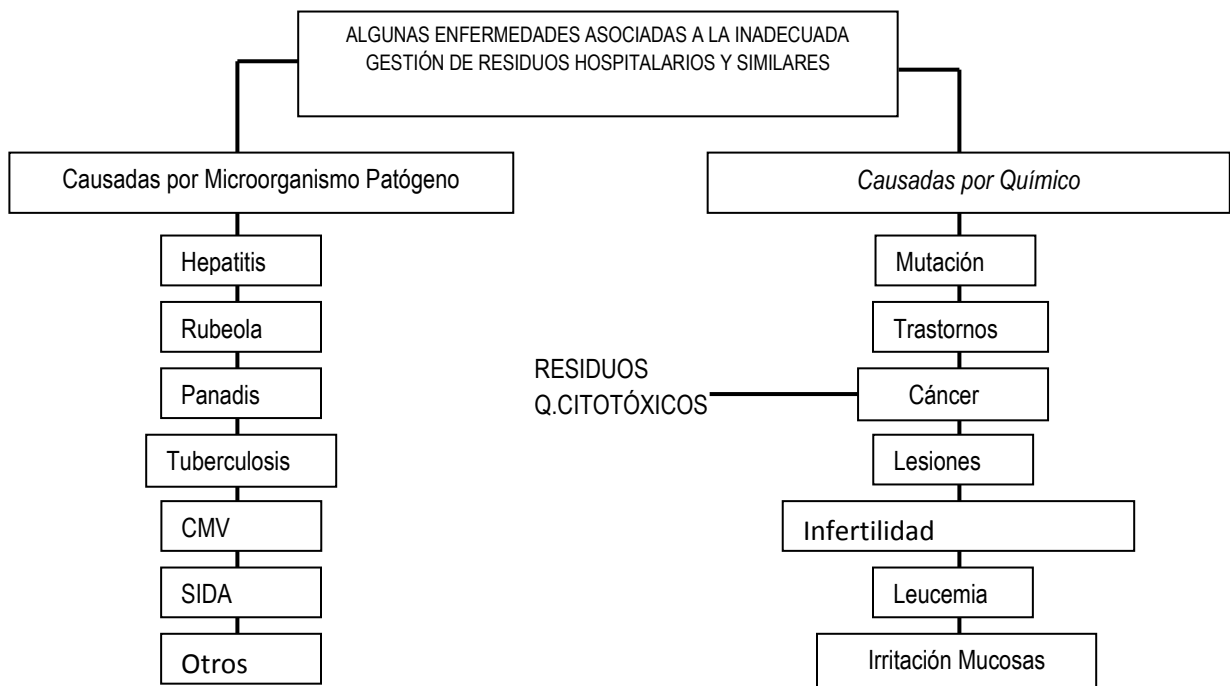 ALGUNAS ENFERMEDADES ASOCIADAS A LA INADECUADA
GESTIÓN DE RESIDUOS HOSPITALARIOS Y SIMILARES
Causadas por Microorganismo Patógeno
Hepatitis
Rubeola
Panadis
Tuberculosis
CMV
SIDA
Otros
Causadas por Químico
Mutación
Trastornos
RESIDUOS
Q.CITOTÓXICOS
Cáncer
Lesiones
Infertilidad
Leucemia
Irritación Mucosas